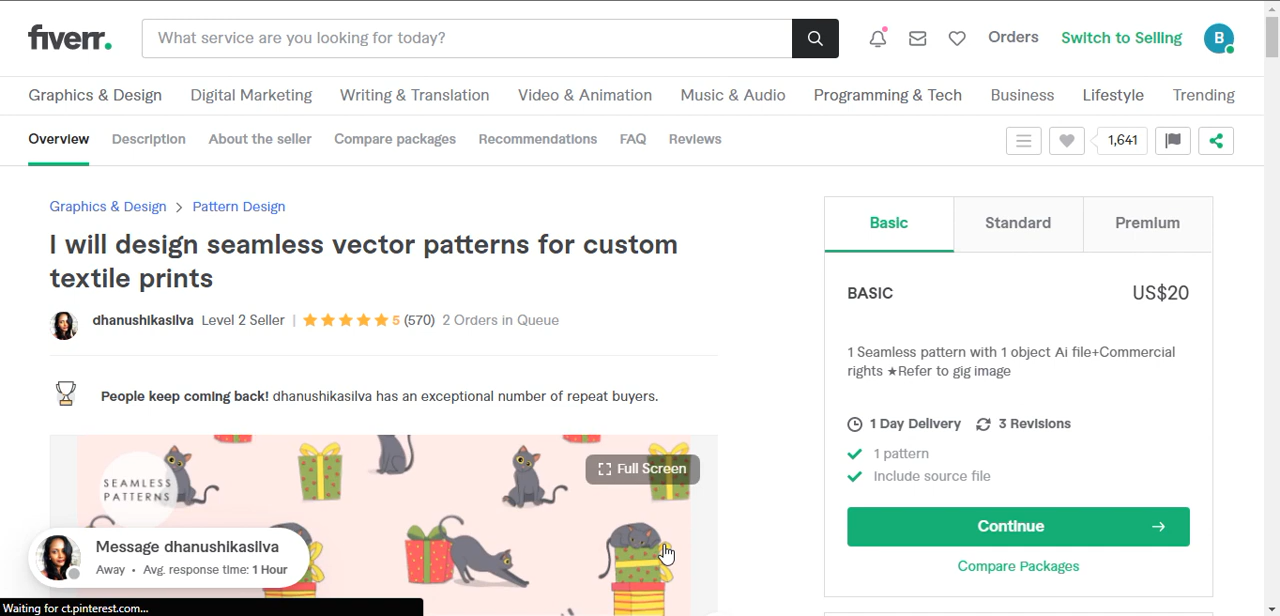 fiverr.
What service are you looking for today?
Orders
Switch to Selling
B
Graphics & Design
Digital Marketing
Writing & Translation
Video & Animation
Music & Audio
Programming & Tech
Business
Lifestyle
Trending
Overview
Description
About the seller
Compare packages
Recommendations
FAQ
Reviews
1,641
Graphics & Design > Pattern Design
I will design seamless vector patterns for custom
textile prints
dhanushikasilva Level 2 Seller | 5 (570) 2 Orders in Queue
People keep coming back! dhanushikasilva has an exceptional number of repeat buyers.
Full Screen
SEAMLESS
PATTERNS
Message dhanushikasilva
Away • Avg. response time: 1 Hour
Waiting for ct.pinterest.com...
Basic
Standard
Premium
BASIC
US$20
1 Seamless pattern with 1 object Ai file+Commercial
rights ★Refer to gig image
1 Day Delivery
3 Revisions
1 pattern
Include source file
Continue →
Compare Packages